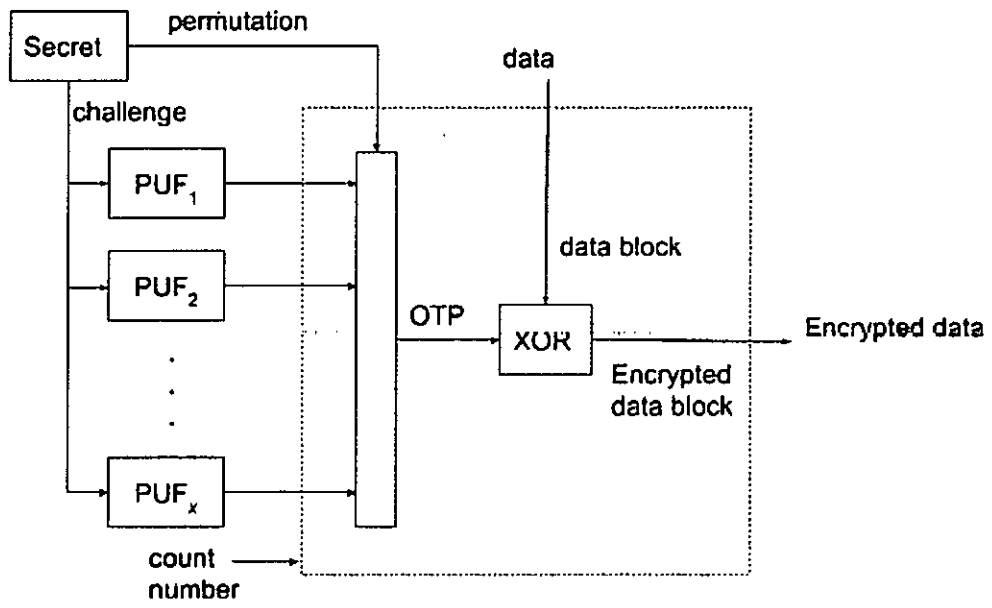 permutation
Secret
data
challenge
PUF1
data block
PUF2
OTP
XOR
Encrypted data
Encrypted
data block
.
.
.
PUFx
count
number